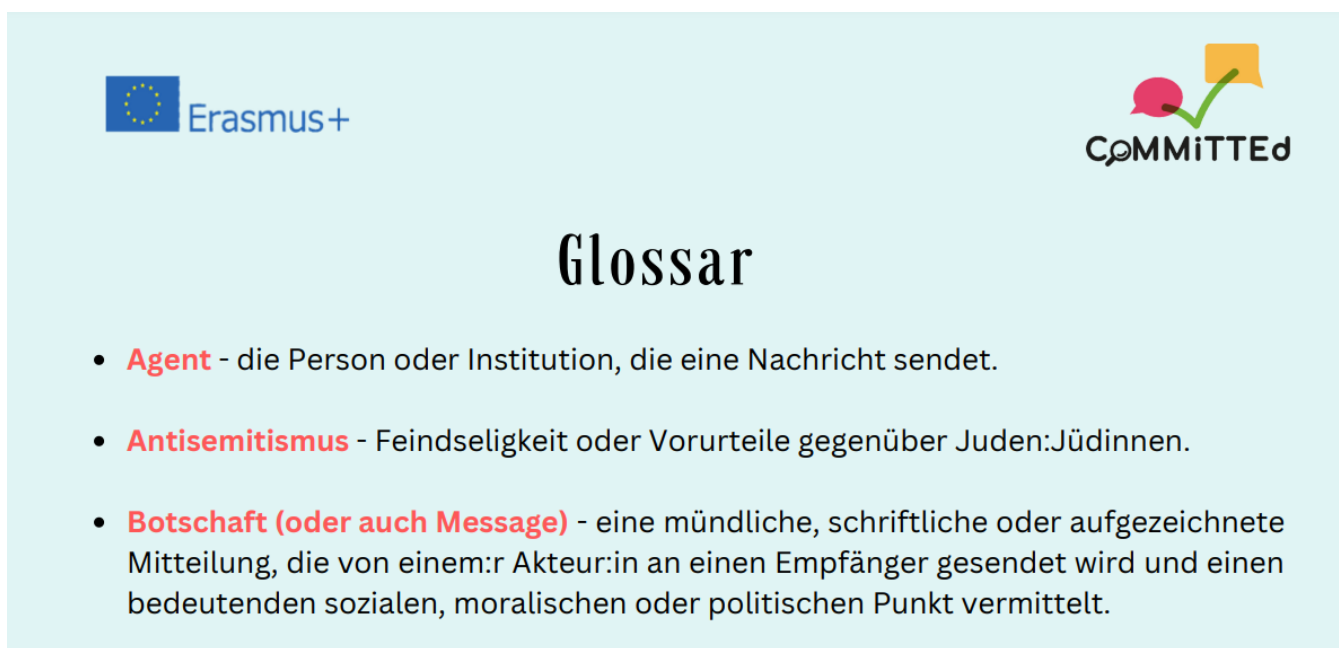 Erasmus+
CoMMiTTEd
Glossar
• Agent - die Person oder Institution, die eine Nachricht sendet.
• Antisemitismus - Feindseligkeit oder Vorurteile gegenüber Juden:Jüdinnen.
• Botschaft (oder auch Message) - eine mündliche, schriftliche oder aufgezeichnete
Mitteilung, die von einem:r Akteur:in an einen Empfänger gesendet wird und einen
bedeutenden sozialen, moralischen oder politischen Punkt vermittelt.